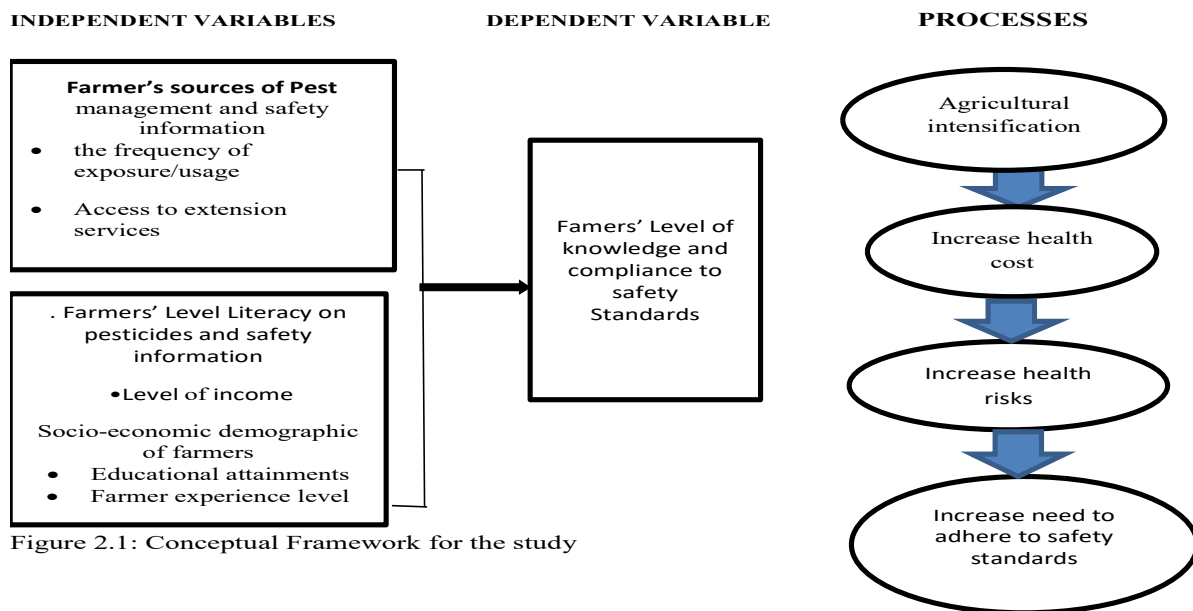 INDEPENDENT VARIABLES
DEPENDENT VARIABLE
PROCESSES
Farmer's sources of Pest
management and safety
information
• the frequency of
exposure/usage
• Access to extension
services
. Farmers' Level Literacy on
pesticides and safety
information
•Level of income
Socio-economic demographic
of farmers
• Educational attainments
• Farmer experience level
Famers' Level of
knowledge and
compliance to
safety
Standards
Agricultural
intensification
Increase health
cost
Increase health
risks
Increase need to
adhere to safety
standards
Figure 2.1: Conceptual Framework for the study